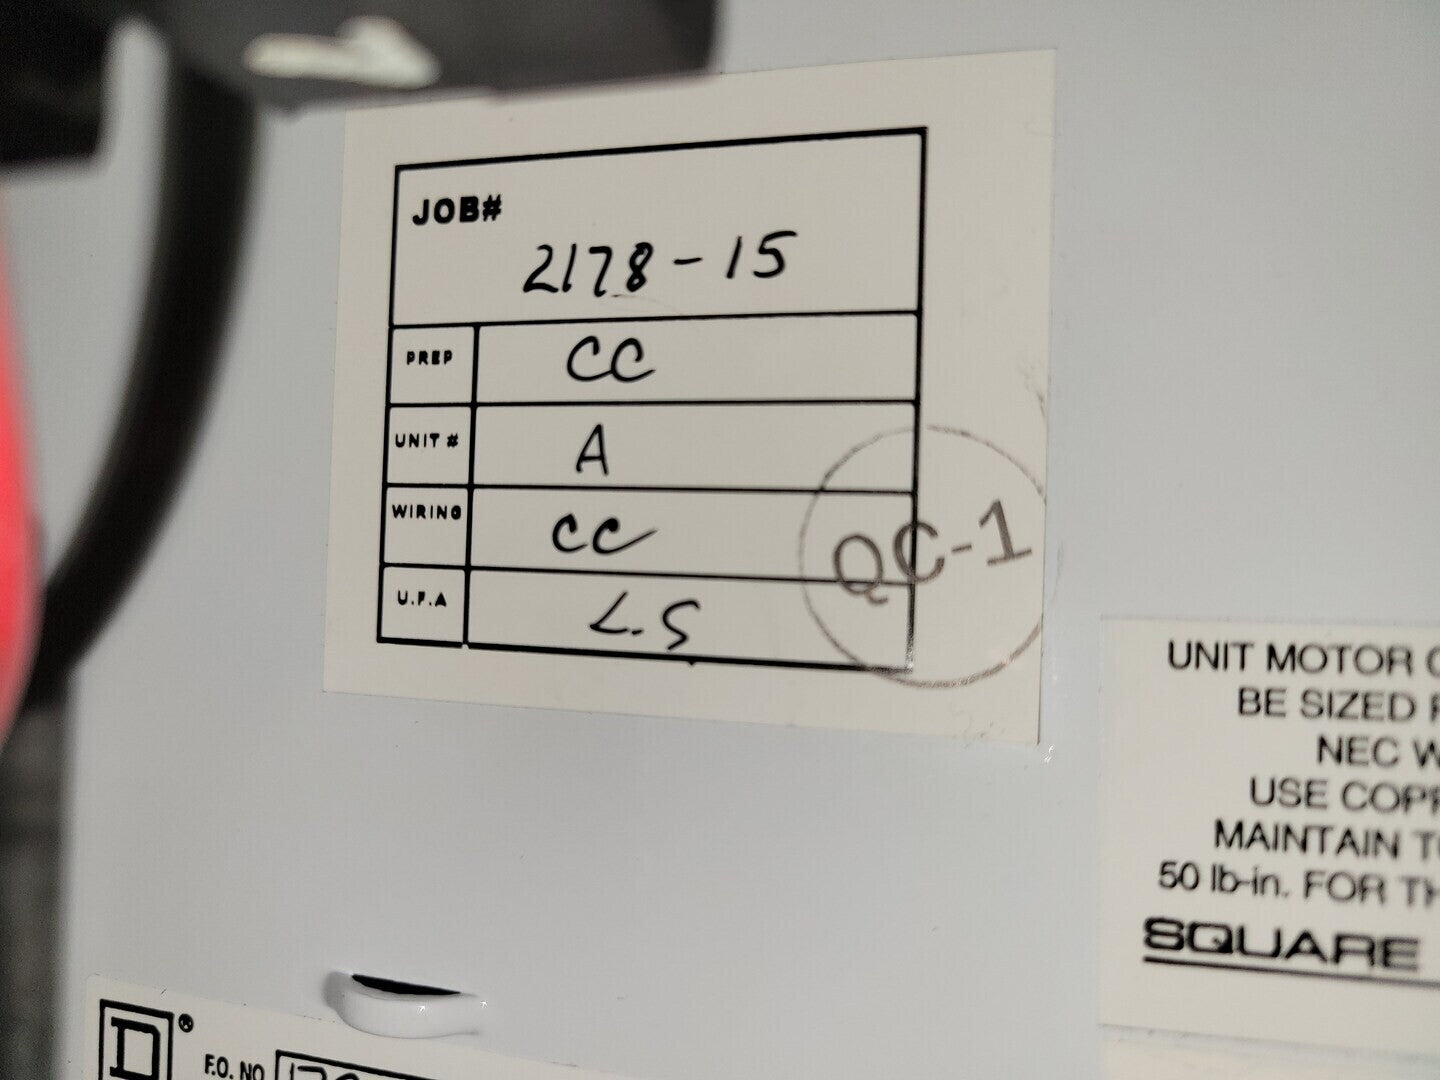 JOB#
2178-15
PREP CC
UNIT # A
WIRING CC
U.F.A L.S
QC-1
UNIT MOTOR
BE SIZED
NEC
USE
MAINTAIN
50 lb-in. FOR
SQUARE
D®
F.O. NO